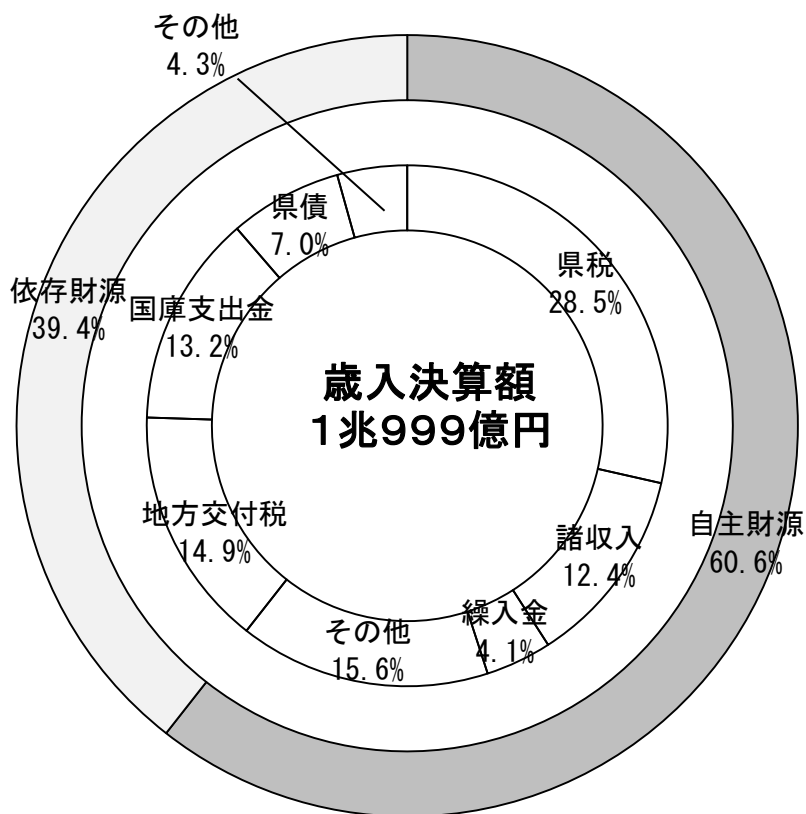 その他
4.3%
県債
7.0%
県税
28.5%
依存財源
39.4%
国庫支出金
13.2%
歳入決算額
1兆999億円
地方交付税
14.9%
自主財源
60.6%
諸収入
12.4%
繰入金
4.1%
その他
15.6%